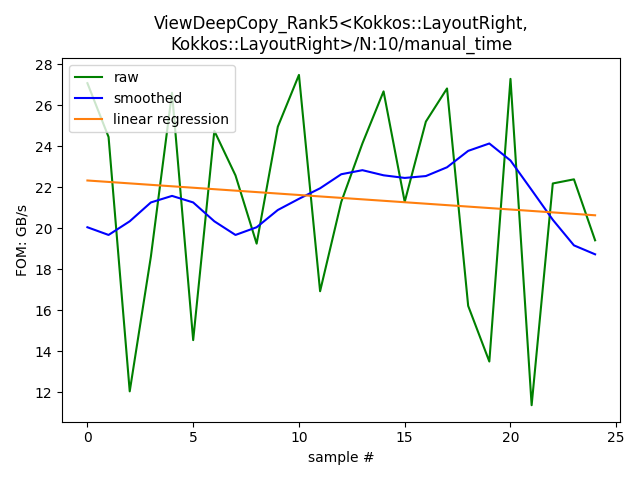 ViewDeepCopy_Rank5<Kokkos::LayoutRight,
Kokkos::LayoutRight>/N:10/manual_time
raw
smoothed
linear regression
FOM: GB/s
28
26
24
22
20
18
16
14
12
0
5
10
15
20
25
sample #